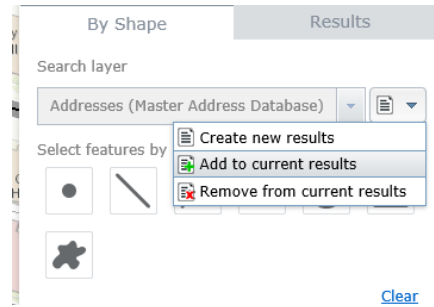 By Shape
Results
Search layer
Addresses (Master Address Database)
Create new results
Select features by
Add to current results
Remove from current results
Clear